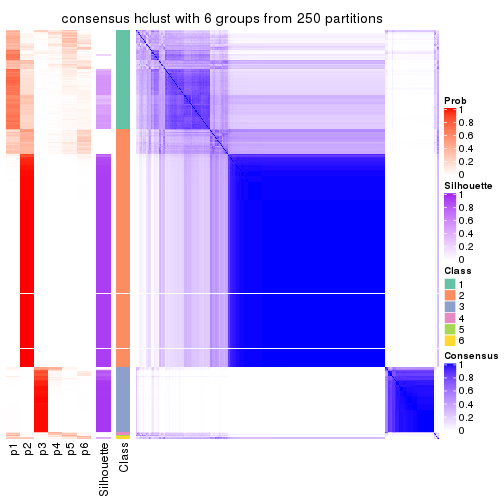 consensus hclust with 6 groups from 250 partitions
Prob
1
0.8
0.6
0.4
0.2
0
Silhouette
1
0.8
0.6
0.4
0.2
0
Class
1
2
3
4
5
6
Consensus
1
0.8
0.6
0.4
0.2
0
p1
p2
p3
p4
p5
p6
Silhouette
Class